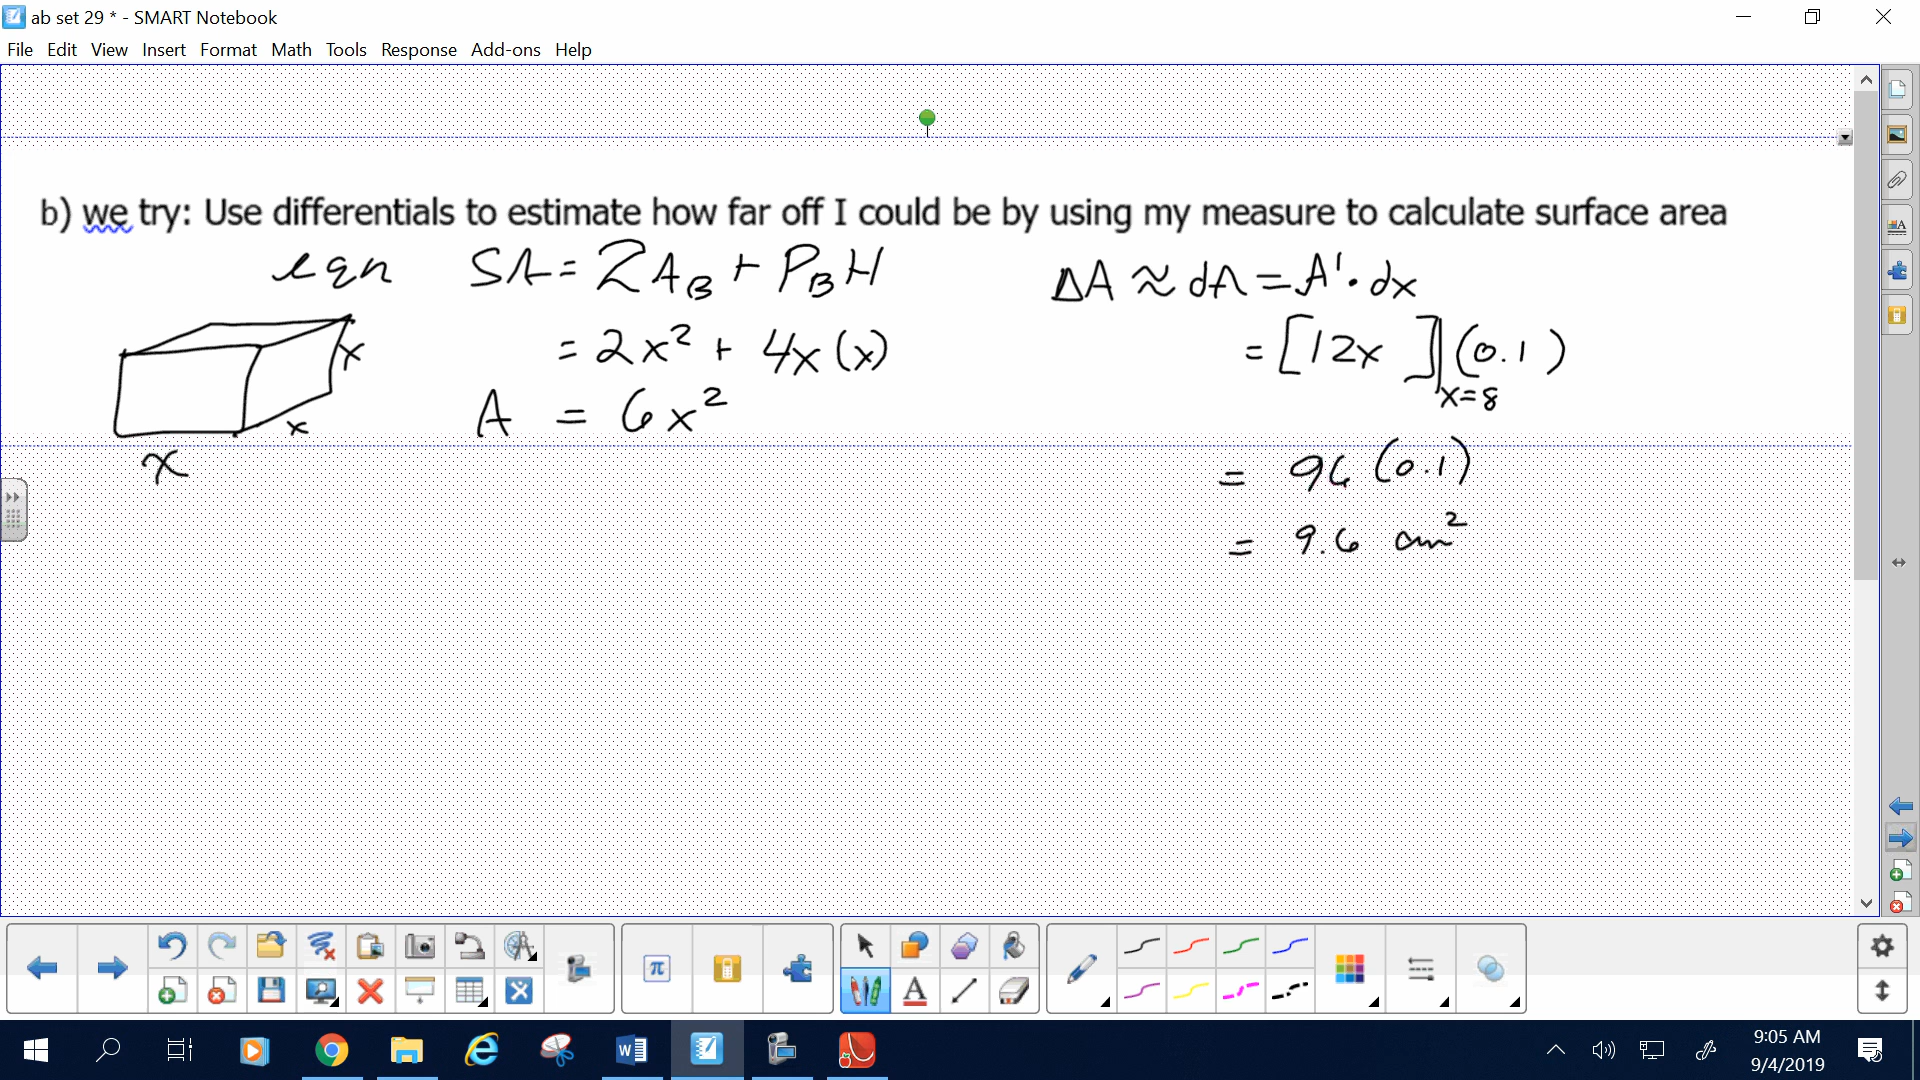 ab set 29 * - SMART Notebook
File Edit View Insert Format Math Tools Response Add-ons Help
b) we try: Use differentials to estimate how far off I could be by using my measure to calculate surface area
eqn
SA = 2A_B + P_B H
= 2x² + 4x(x)
A = 6x²
x
x
x
ΔA ≈ dA = A' · dx
= [12x]|x=8 (0.1)
= 96 (0.1)
= 9.6 cm²
π
A
9:05 AM
9/4/2019